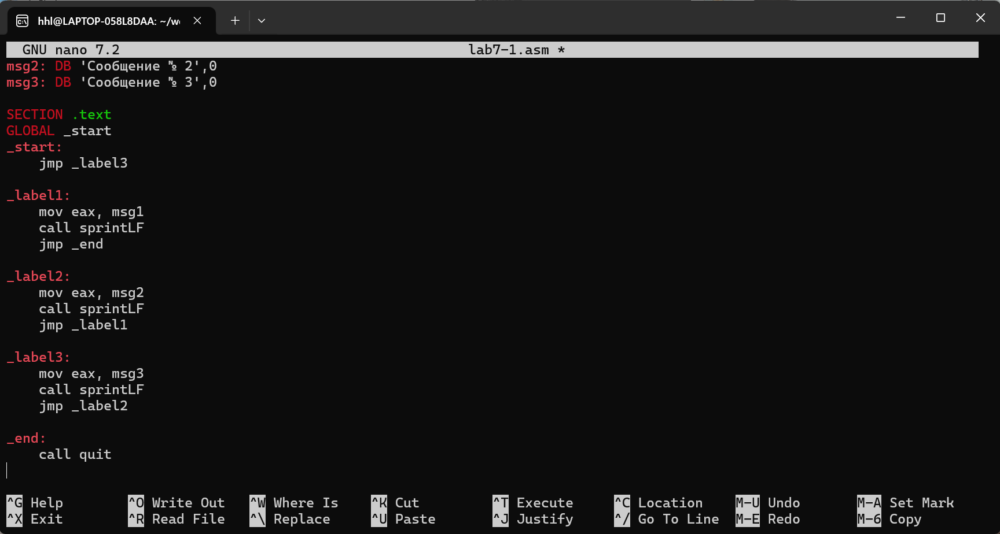 hhl@LAPTOP-058L8DAA: ~/w
GNU nano 7.2 lab7-1.asm *
msg2: DB 'Сообщение № 2',0
msg3: DB 'Сообщение № 3',0
SECTION .text
GLOBAL _start
_start:
jmp _label3
_label1:
mov eax, msg1
call sprintLF
jmp _end
_label2:
mov eax, msg2
call sprintLF
jmp _label1
_label3:
mov eax, msg3
call sprintLF
jmp _label2
_end:
call quit
^G Help ^O Write Out ^W Where Is ^K Cut ^T Execute ^C Location M-U Undo M-A Set Mark
^X Exit ^R Read File ^\ Replace ^U Paste ^J Justify ^/ Go To Line M-E Redo M-6 Copy